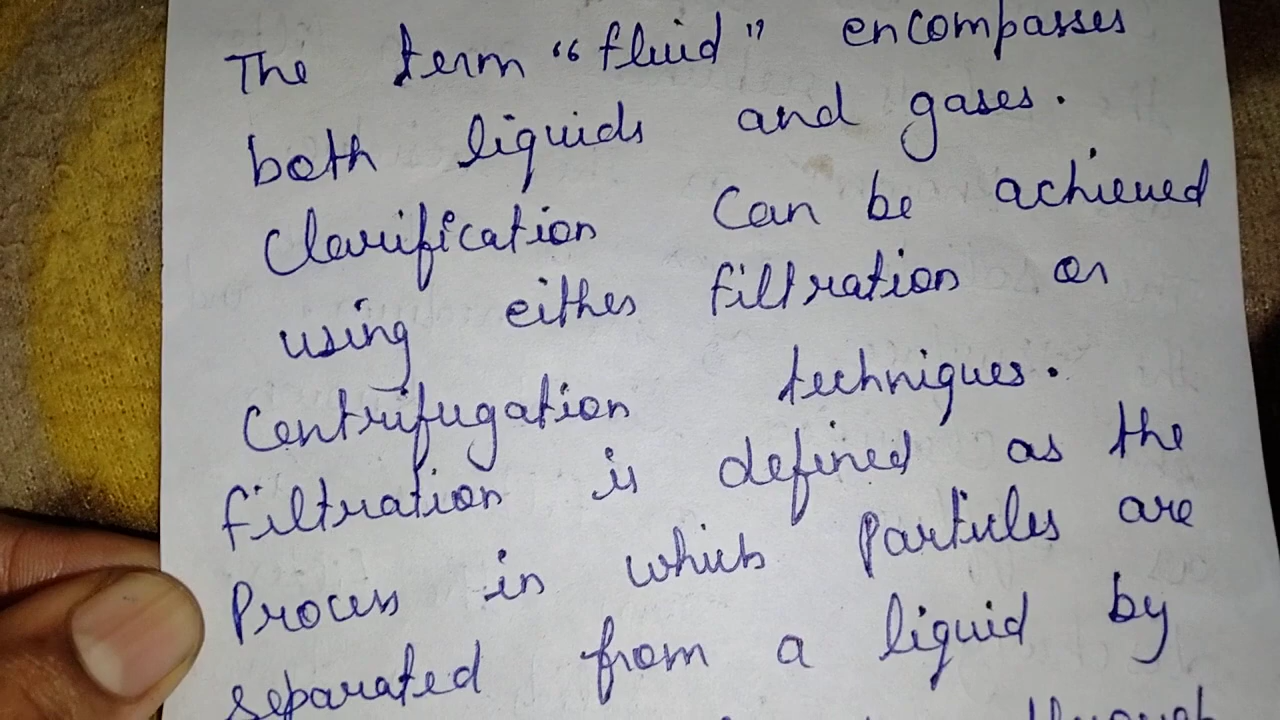 The term "fluid" encompasses
both liquids and gases.
Clarification can be achieved
using either filtration or
Centrifugation techniques.
filtration is defined as the
Process in which particles are
separated from a liquid by
through